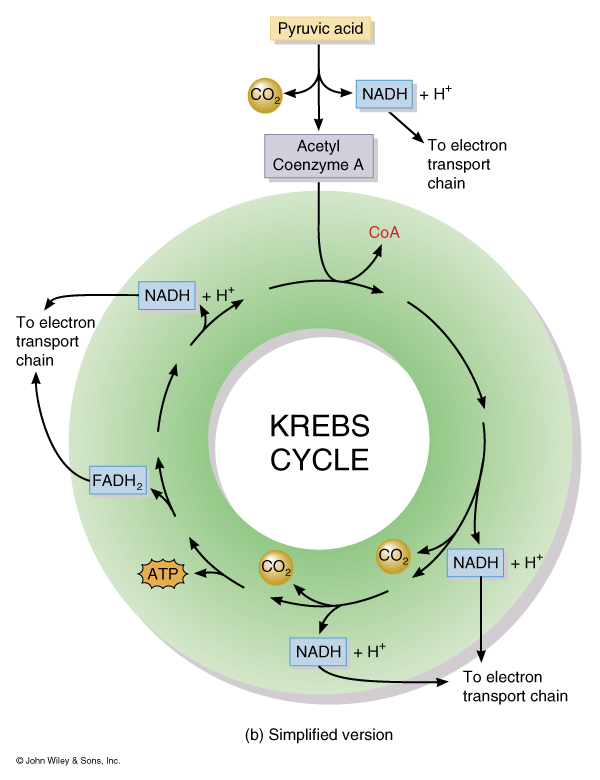 Pyruvic acid
CO2
NADH + H+
To electron
transport
chain
Acetyl
Coenzyme A
CoA
NADH + H+
To electron
transport
chain
KREBS
CYCLE
FADH2
ATP
CO2
CO2
NADH + H+
NADH + H+
To electron
transport chain
(b) Simplified version
© John Wiley & Sons, Inc.